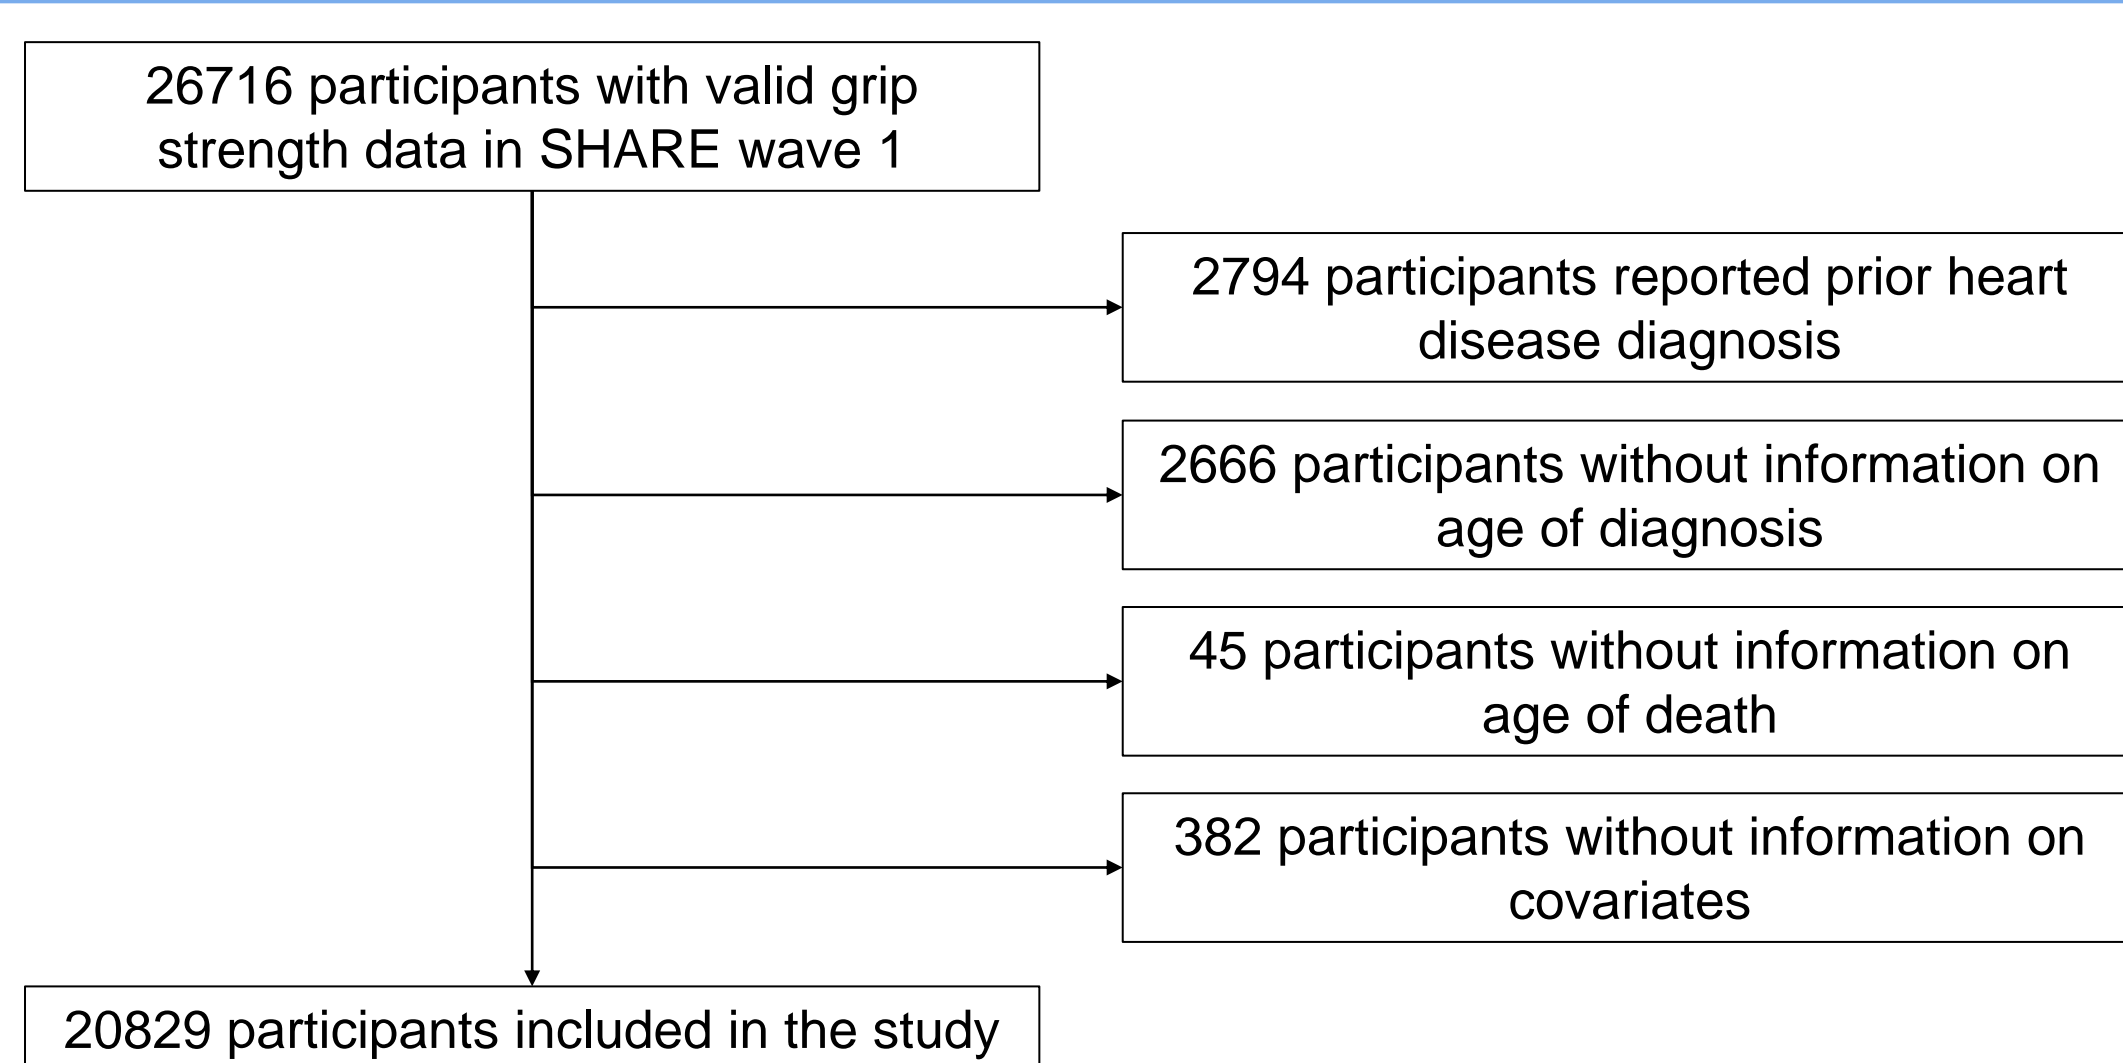 26716 participants with valid grip
strength data in SHARE wave 1
2794 participants reported prior heart
disease diagnosis
2666 participants without information on
age of diagnosis
45 participants without information on
age of death
382 participants without information on
covariates
20829 participants included in the study